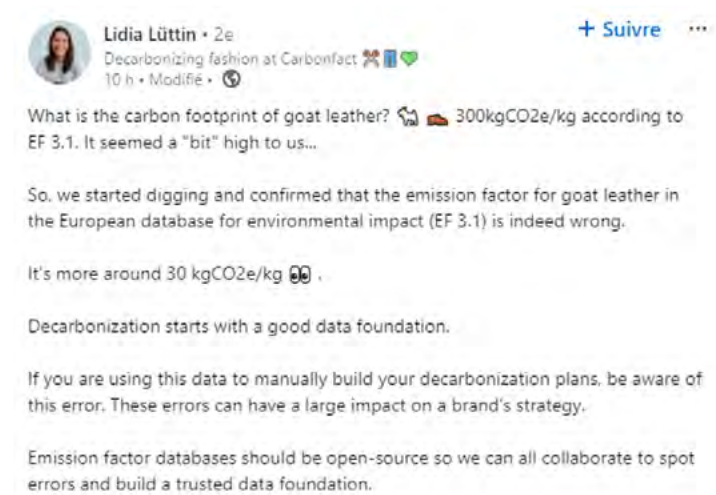 Lidia Lüttin • 2e
+ Suivre ...
Decarbonizing fashion at Carbonfact ✂️👖💚
10 h • Modifié •
What is the carbon footprint of goat leather? 🐐 👞 300kgCO2e/kg according to
EF 3.1. It seemed a "bit" high to us...
So, we started digging and confirmed that the emission factor for goat leather in
the European database for environmental impact (EF 3.1) is indeed wrong.
It's more around 30 kgCO2e/kg 👀 .
Decarbonization starts with a good data foundation.
If you are using this data to manually build your decarbonization plans, be aware of
this error. These errors can have a large impact on a brand's strategy.
Emission factor databases should be open-source so we can all collaborate to spot
errors and build a trusted data foundation.